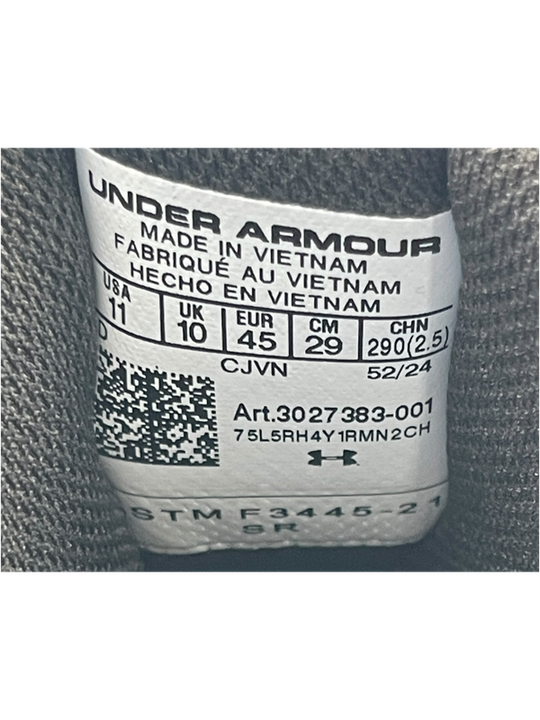 UNDER ARMOUR
MADE IN VIETNAM
FABRIQUÉ AU VIETNAM
HECHO EN VIETNAM
USA UK EUR CM CHN
11 10 45 29 290(2.5)
D
CJVN 52/24
Art.3027383-001
75L5RH4Y1RMN2CH
STM F3445-21
SR